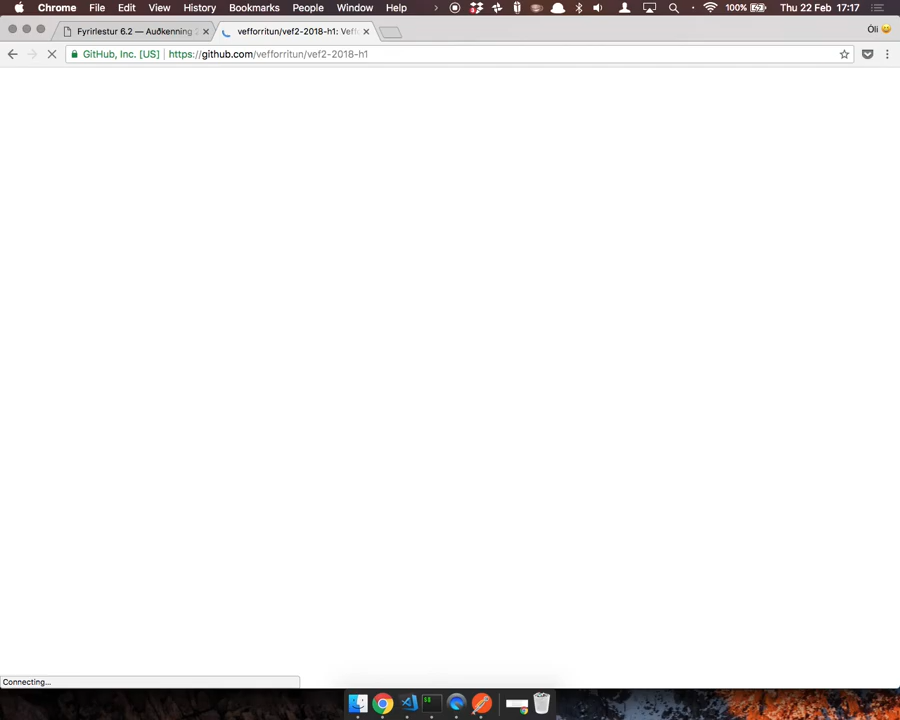 Chrome File Edit View History Bookmarks People Window Help 100% Thu 22 Feb 17:17
Fyrirlestur 6.2 — Auðkenning vefforritun/vef2-2018-h1: Vef Óli
GitHub, Inc. [US] https://github.com/vefforritun/vef2-2018-h1
Connecting...